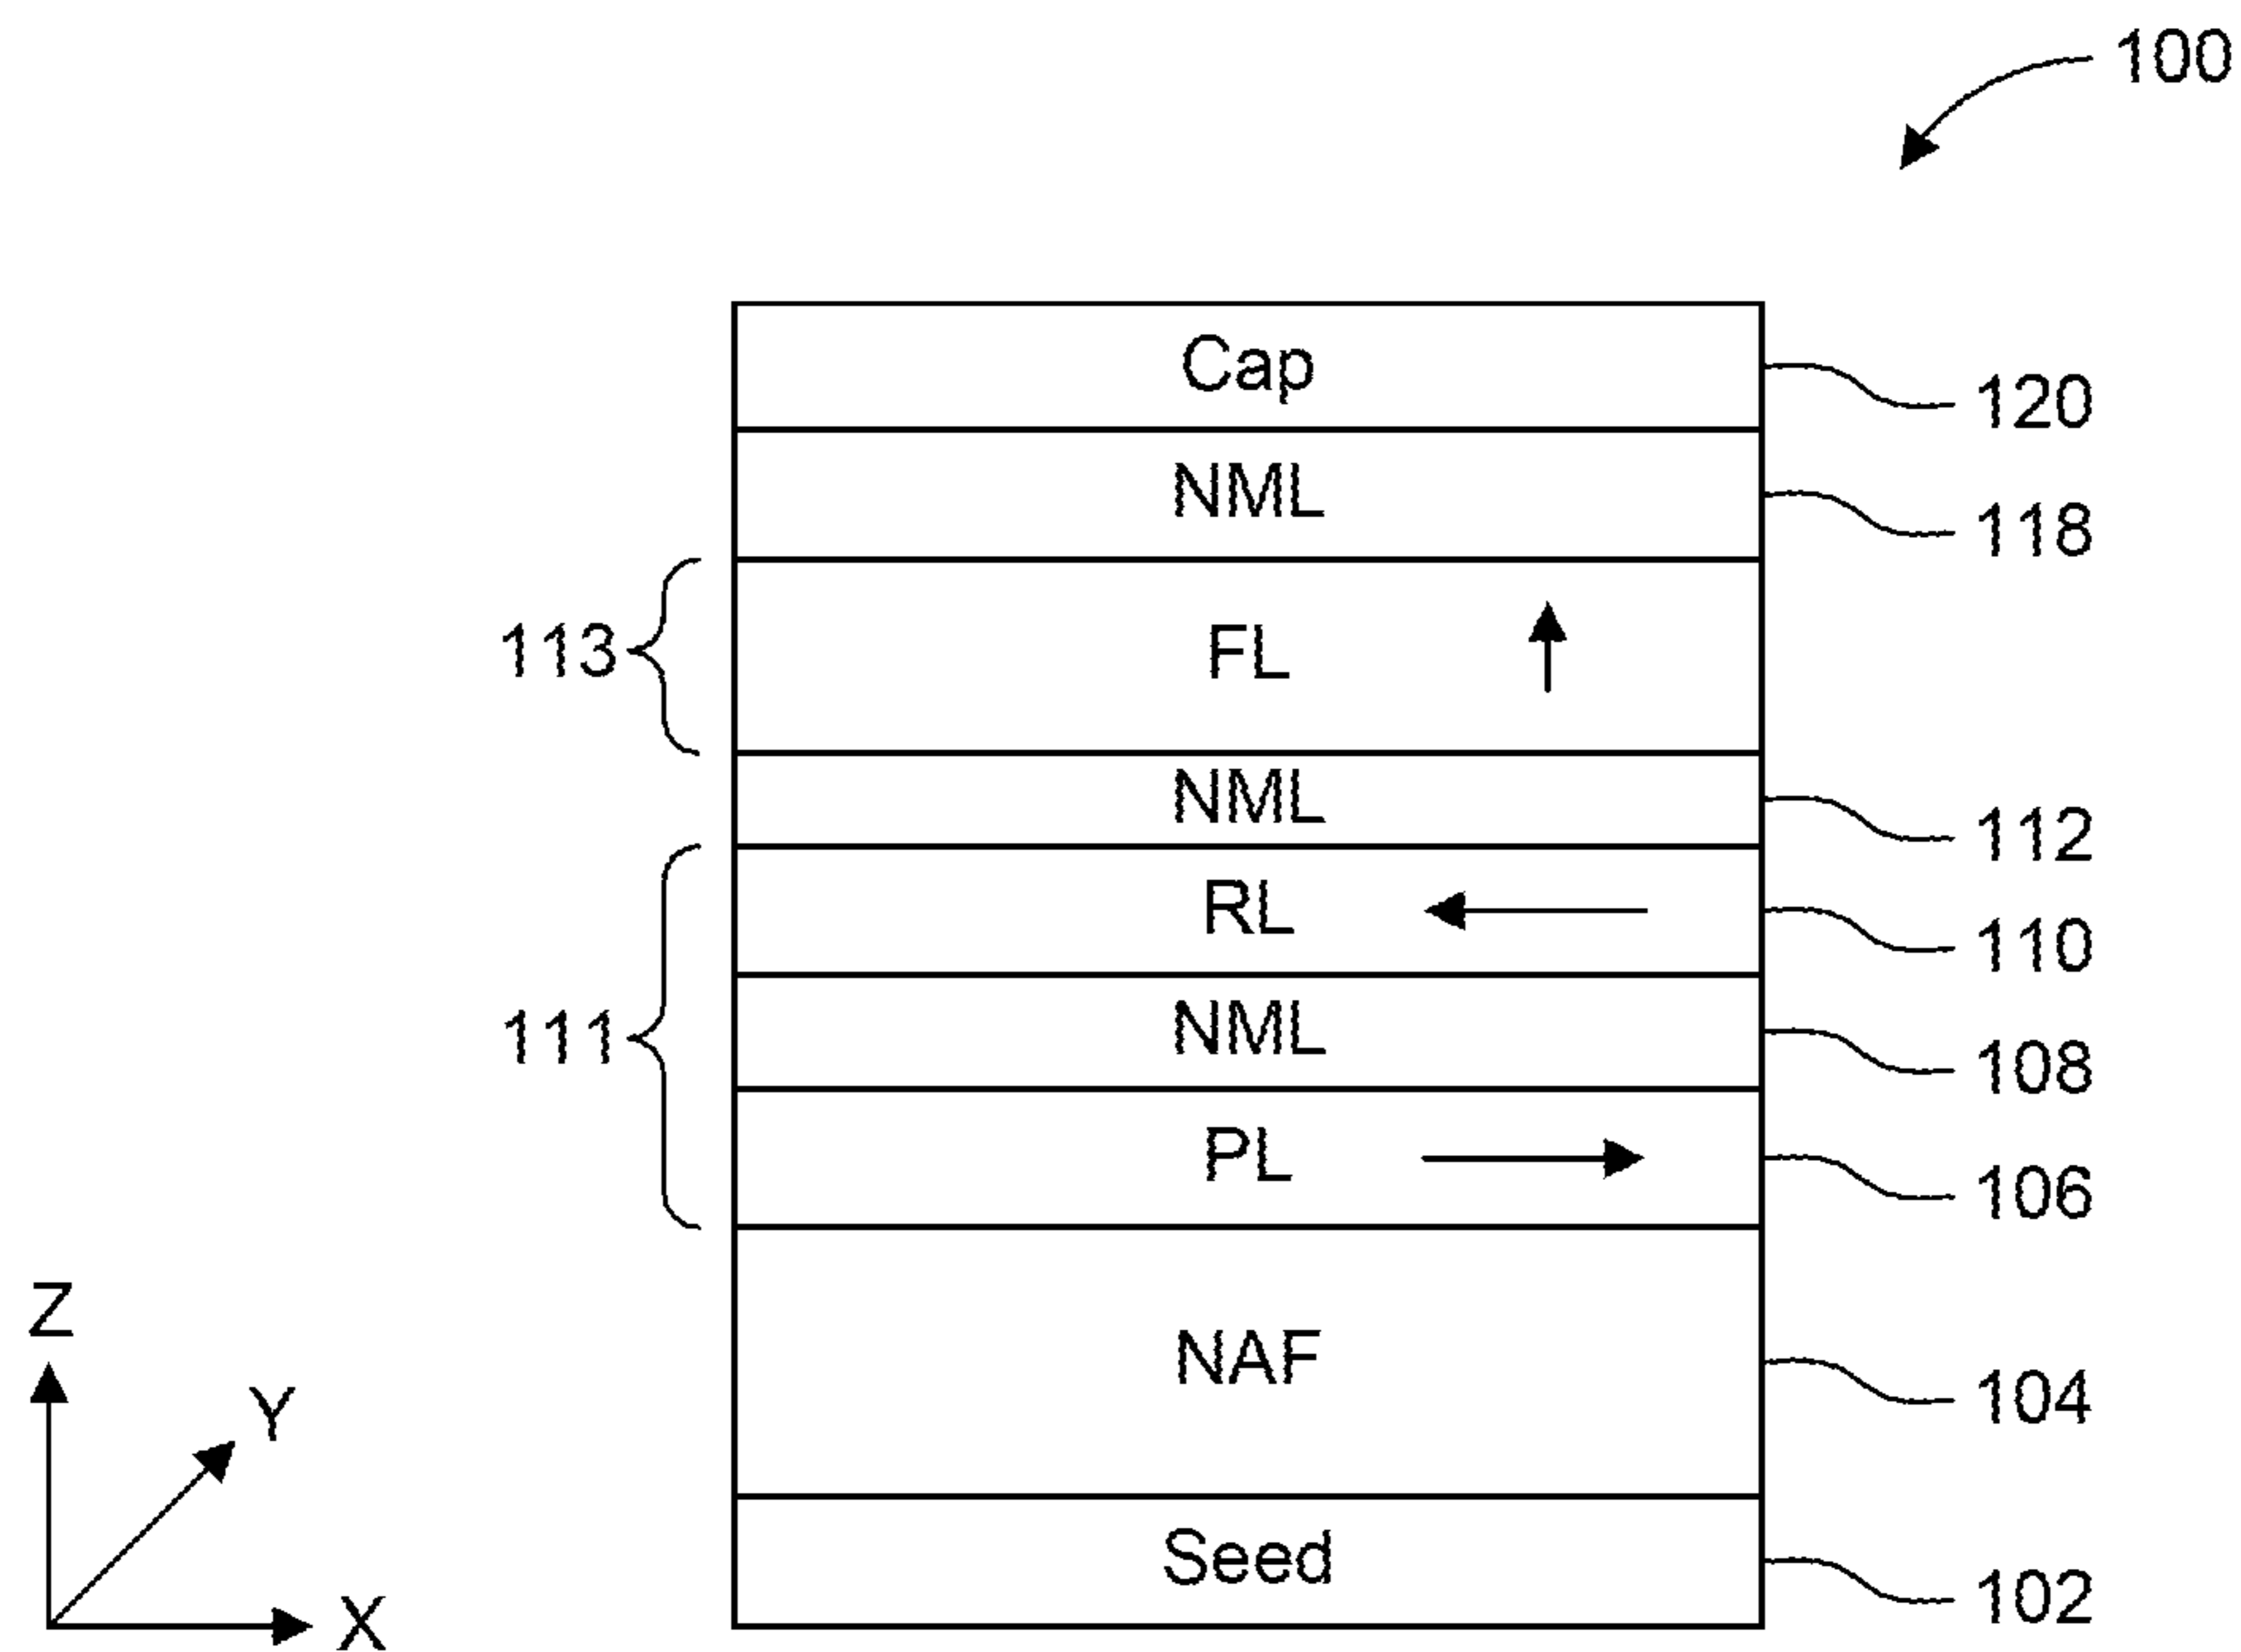 100
Cap
120
NML
118
113
FL
NML
112
RL
110
111
NML
108
PL
106
NAF
104
Seed
102
Z
Y
X